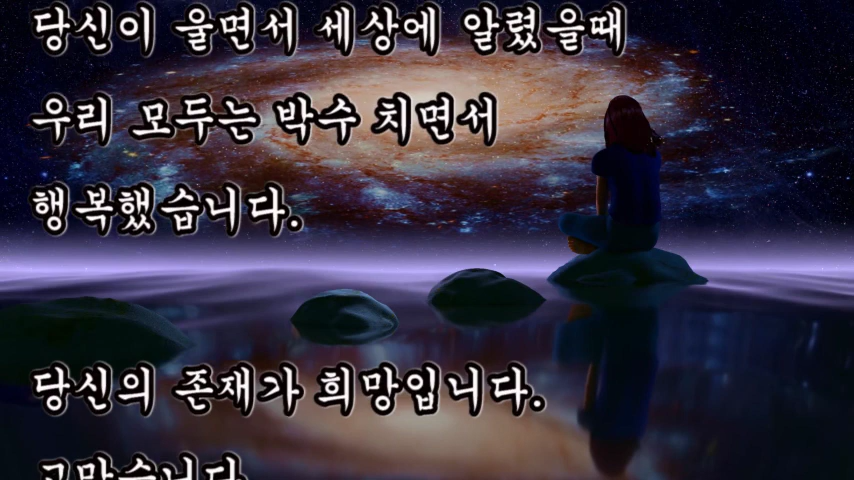 당신이 울면서 세상에 알렸을때
우리 모두는 박수 치면서
행복했습니다.
당신의 존재가 희망입니다.
고맙습니다